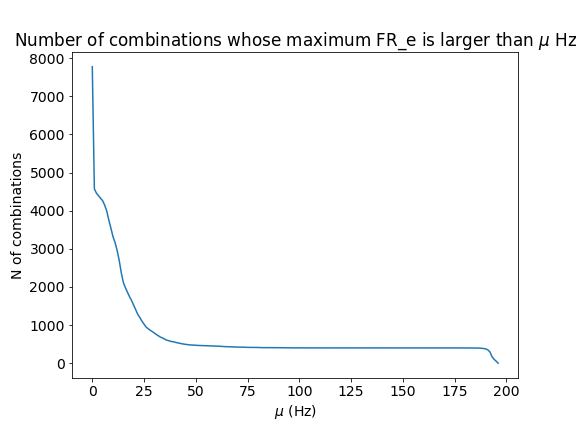 Number of combinations whose maximum FR_e is larger than μ Hz
8000
7000
6000
5000
4000
3000
2000
1000
0
N of combinations
0 25 50 75 100 125 150 175 200
μ (Hz)